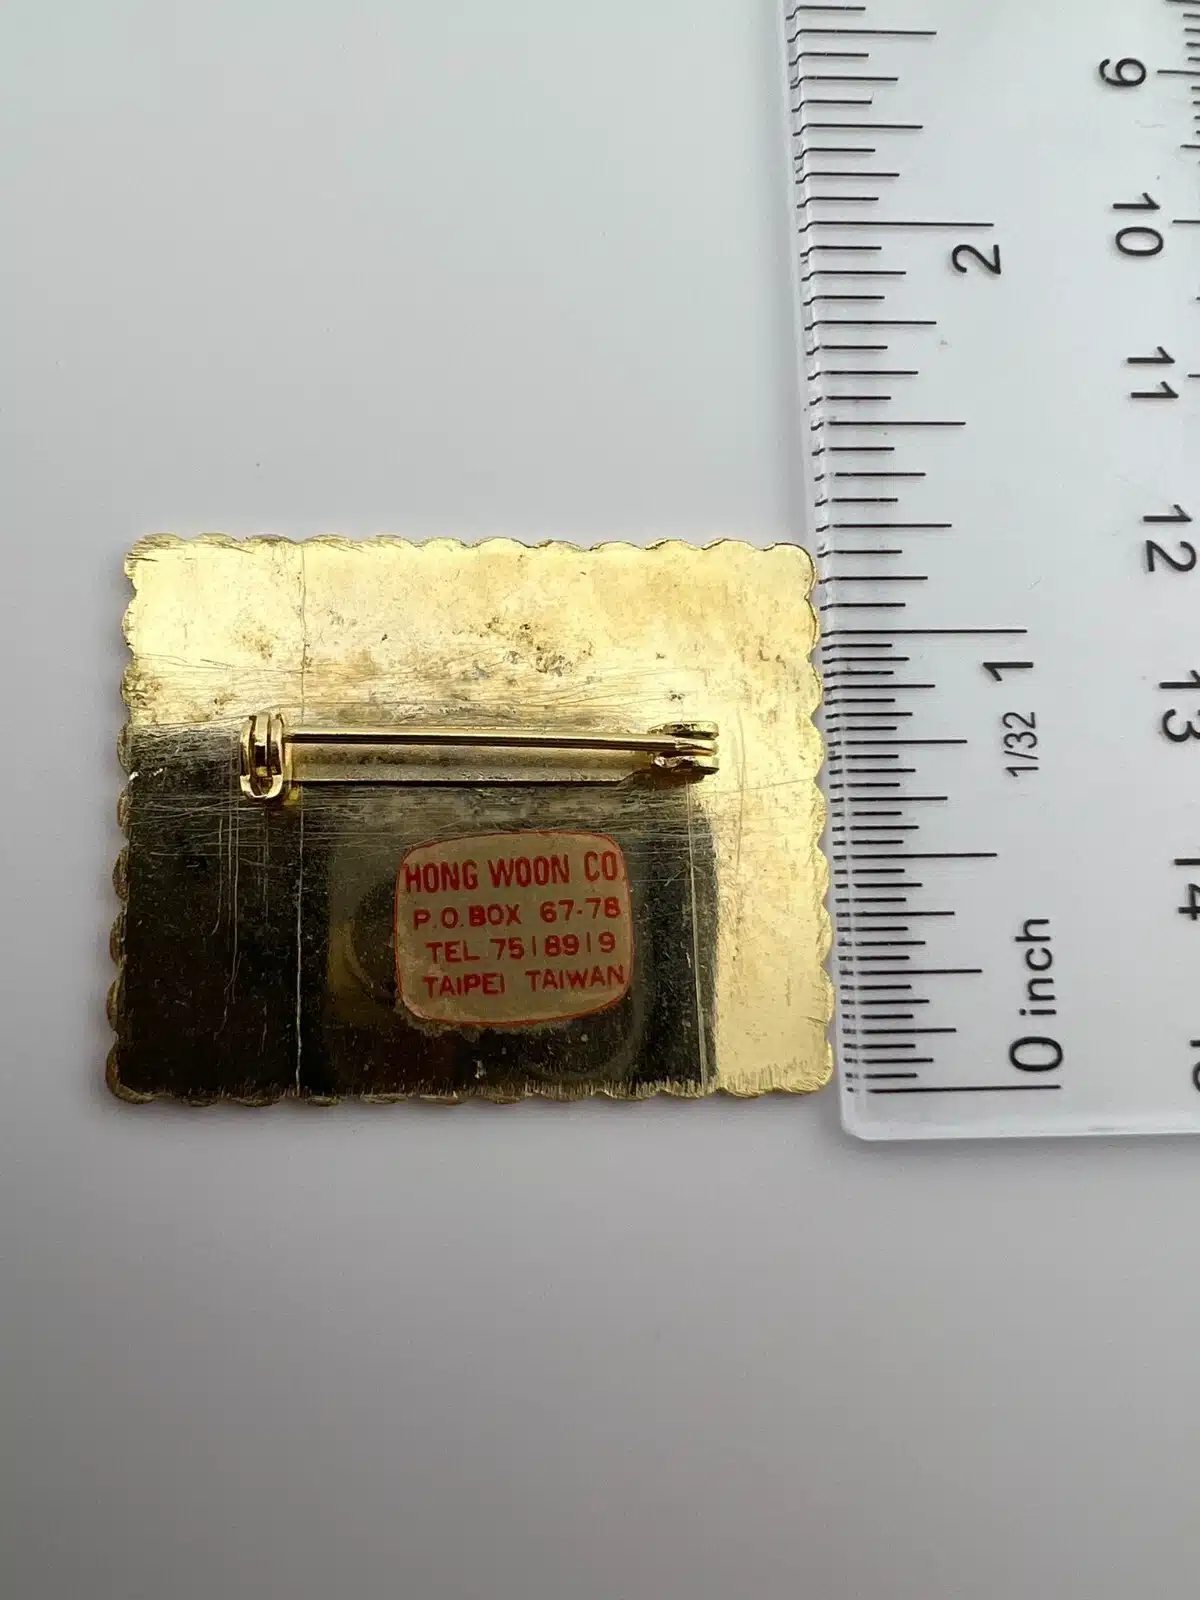 HONG WOON CO.
P.O. BOX 67-78
TEL. 7518919
TAIPEI TAIWAN
2
1
1/32
0 inch
9
10
11
12
13
14